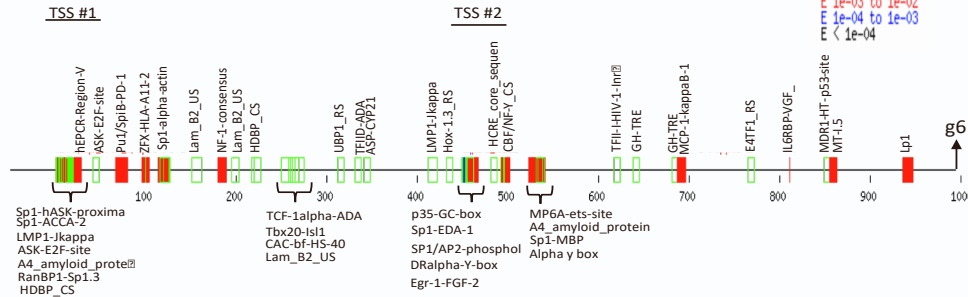 TSS #1
TSS #2
E 1e-03 to 1e-02
E 1e-04 to 1e-03
E < 1e-04
hEPCR-Region-V
ASK-E2F-site
Pu1/SpiB-PD-1
ZFX-HLA-A11-2
Sp1-alpha-actin
Lam_B2_US
NF-1-consensus
Lam_B2_US
HDBP_CS
UBP1_RS
TFIID-ADA
ASP-CYP21
LMP1-Jkappa
Hox-1.3_RS
HCRE_core_sequen
CBF/NF-Y_CS
TFIII-I-HIV-1-Inr⍰
GH-TRE
GH-TRE
MCP-1-kappaB-1
E4TF1_RS
IL6RBP-VGF_
MDR1-HT-p53-site
MT-I.5
Lp1
g6
100
200
300
400
500
600
700
800
900
100
Sp1-hASK-proxima
Sp1-ACCA-2
LMP1-Jkappa
ASK-E2F-site
A4_amyloid_prote⍰
RanBP1-Sp1.3
HDBP_CS
TCF-1alpha-ADA
Tbx20-Isl1
CAC-bf-HS-40
Lam_B2_US
p35-GC-box
Sp1-EDA-1
SP1/AP2-phosphol
DRalpha-Y-box
Egr-1-FGF-2
MP6A-ets-site
A4_amyloid_protein
Sp1-MBP
Alpha y box